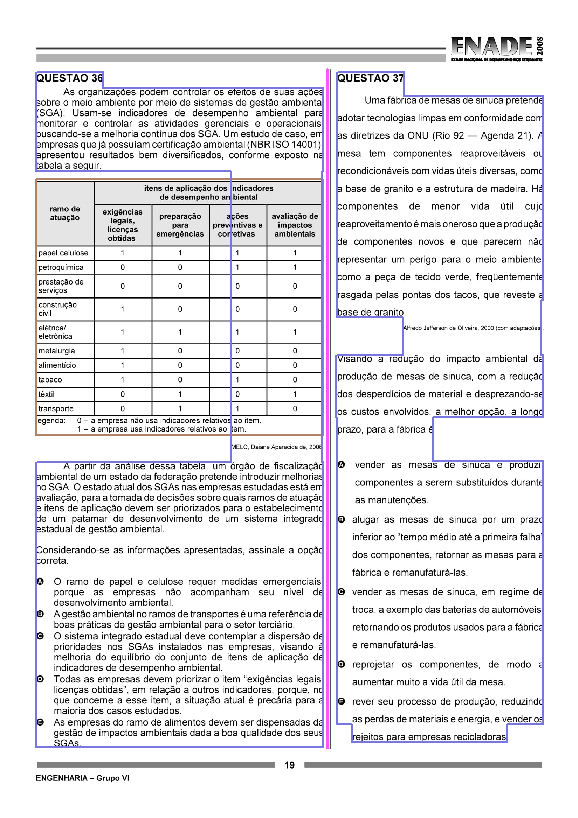 ENADE 2008
EXAME NACIONAL DE DESEMPENHO DOS ESTUDANTES
QUESTÃO 36
As organizações podem controlar os efeitos de suas ações
sobre o meio ambiente por meio de sistemas de gestão ambiental
(SGA). Usam-se indicadores de desempenho ambiental para
monitorar e controlar as atividades gerenciais e operacionais,
buscando-se a melhoria contínua dos SGA. Um estudo de caso, em
empresas que já possuíam certificação ambiental (NBR ISO 14001),
apresentou resultados bem diversificados, conforme exposto na
tabela a seguir.
ramo de atuação
itens de aplicação dos indicadores
de desempenho ambiental
exigências legais, licenças obtidas
preparação para emergências
ações preventivas e corretivas
avaliação de impactos ambientais
papel celulose 1 1 1 1
petroquímica 0 0 1 1
prestação de serviços 0 0 0 0
construção civil 1 0 0 0
elétrica/ eletrônica 1 1 1 1
metalurgia 1 0 0 0
alimentício 1 0 0 0
tabaco 1 0 1 0
têxtil 0 1 0 1
transporte 0 1 1 0
legenda: 0 – a empresa não usa indicadores relativos ao item.
1 – a empresa usa indicadores relativos ao item.
MELO, Daiane Aparecida de, 2006
A partir da análise dessa tabela, um órgão de fiscalização
ambiental de um estado da federação pretende introduzir melhorias
no SGA. O estado atual dos SGAs nas empresas estudadas está em
avaliação, para a tomada de decisões sobre quais ramos de atuação
e itens de aplicação devem ser priorizados para o estabelecimento
de um patamar de desenvolvimento de um sistema integrado
estadual de gestão ambiental.
Considerando-se as informações apresentadas, assinale a opção
correta.
A O ramo de papel e celulose requer medidas emergenciais,
porque as empresas não acompanham seu nível de
desenvolvimento ambiental.
B A gestão ambiental no ramos de transportes é uma referência de
boas práticas de gestão ambiental para o setor terciário.
C O sistema integrado estadual deve contemplar a dispersão de
prioridades nos SGAs instalados nas empresas, visando à
melhoria do equilíbrio do conjunto de itens de aplicação de
indicadores de desempenho ambiental.
D Todas as empresas devem priorizar o item “exigências legais,
licenças obtidas”, em relação a outros indicadores, porque, no
que concerne a esse item, a situação atual é precária para a
maioria dos casos estudados.
E As empresas do ramo de alimentos devem ser dispensadas da
gestão de impactos ambientais dada a boa qualidade dos seus
SGAs.
QUESTÃO 37
Uma fábrica de mesas de sinuca pretende
adotar tecnologias limpas em conformidade com
as diretrizes da ONU (Rio 92 — Agenda 21). A
mesa tem componentes reaproveitáveis ou
recondicionáveis com vidas úteis diversas, como
a base de granito e a estrutura de madeira. Há
componentes de menor vida útil cujo
reaproveitamento é mais oneroso que a produção
de componentes novos e que parecem não
representar um perigo para o meio ambiente,
como a peça de tecido verde, freqüentemente
rasgada pelas pontas dos tacos, que reveste a
base de granito.
Alfredo Jefferson de Oliveira, 2000 (com adaptações).
Visando a redução do impacto ambiental da
produção de mesas de sinuca, com a redução
dos desperdícios de material e desprezando-se
os custos envolvidos, a melhor opção, a longo
prazo, para a fábrica é
A vender as mesas de sinuca e produzir
componentes a serem substituídos durante
as manutenções.
B alugar as mesas de sinuca por um prazo
inferior ao “tempo médio até a primeira falha”
dos componentes, retornar as mesas para a
fábrica e remanufaturá-las.
C vender as mesas de sinuca, em regime de
troca, a exemplo das baterias de automóveis,
retornando os produtos usados para a fábrica
e remanufaturá-las.
D reprojetar os componentes, de modo a
aumentar muito a vida útil da mesa.
E rever seu processo de produção, reduzindo
as perdas de materiais e energia, e vender os
rejeitos para empresas recicladoras.
19
ENGENHARIA – Grupo VI